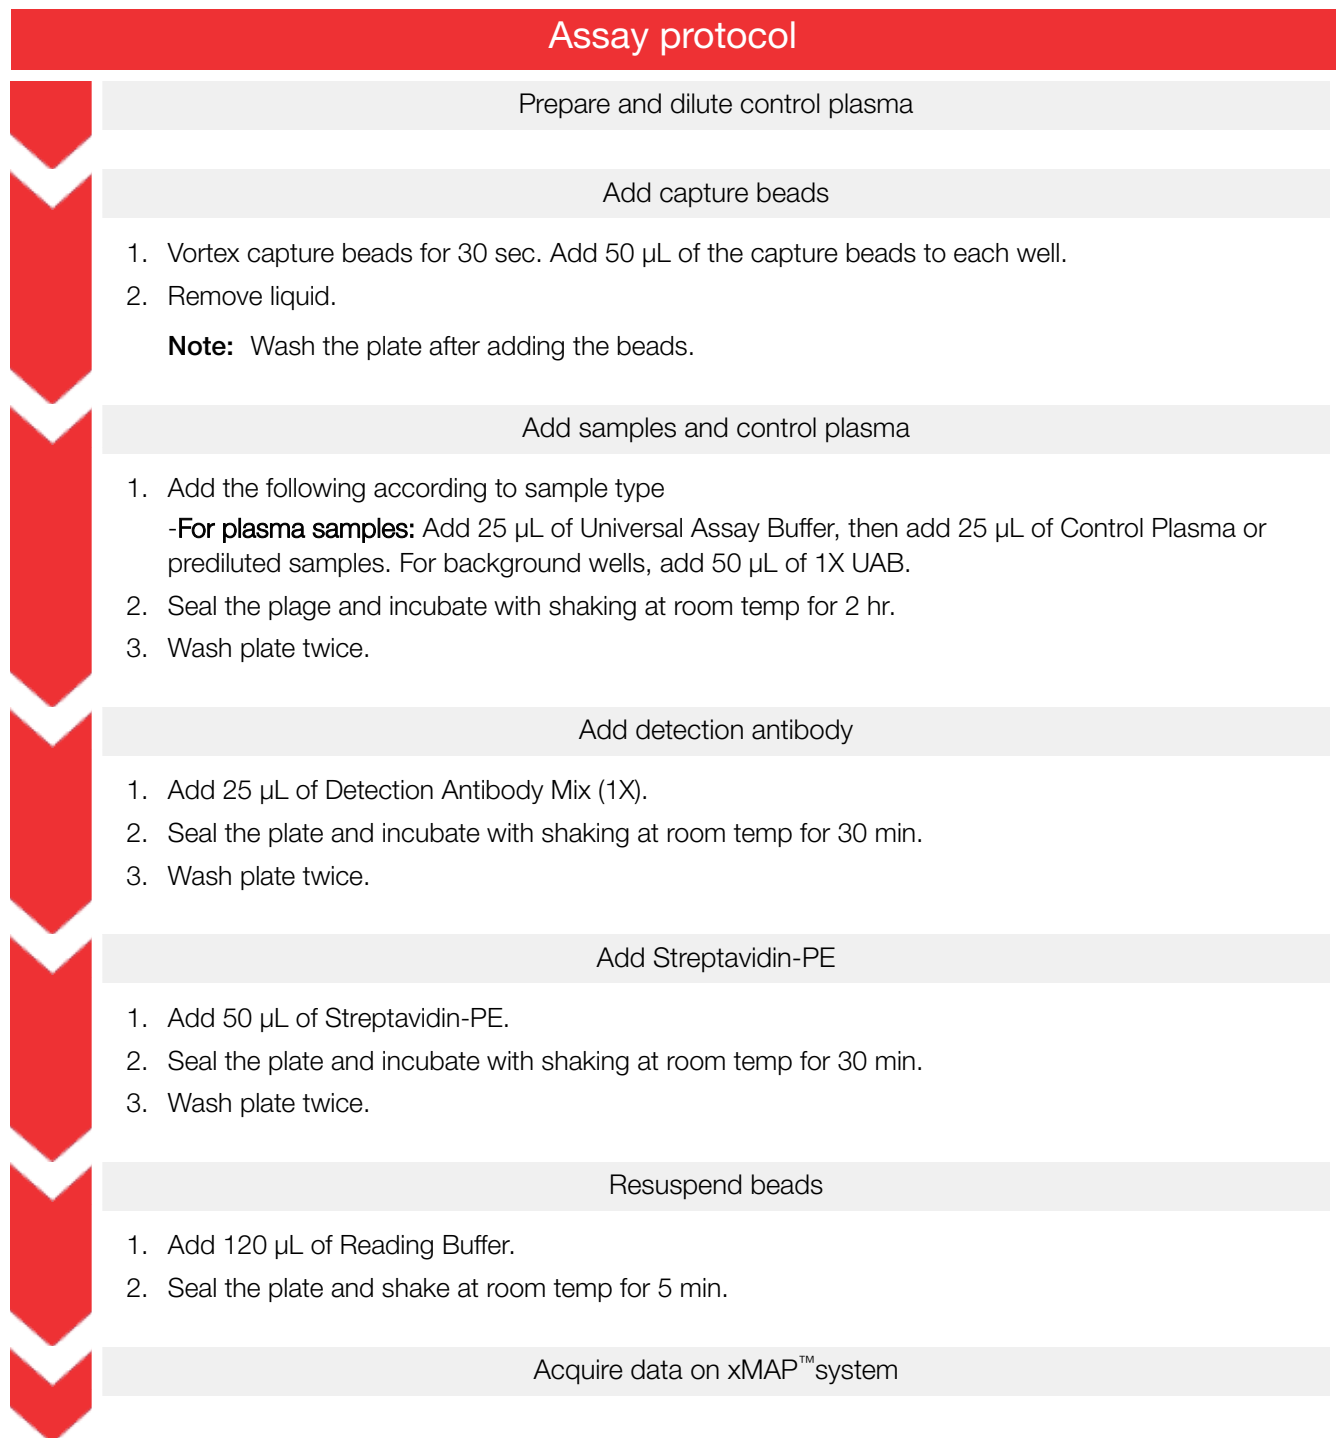 Assay protocol
Prepare and dilute control plasma
Add capture beads
1. Vortex capture beads for 30 sec. Add 50 µL of the capture beads to each well.
2. Remove liquid.
Note: Wash the plate after adding the beads.
Add samples and control plasma
1. Add the following according to sample type
-For plasma samples: Add 25 µL of Universal Assay Buffer, then add 25 µL of Control Plasma or
prediluted samples. For background wells, add 50 µL of 1X UAB.
2. Seal the plage and incubate with shaking at room temp for 2 hr.
3. Wash plate twice.
Add detection antibody
1. Add 25 µL of Detection Antibody Mix (1X).
2. Seal the plate and incubate with shaking at room temp for 30 min.
3. Wash plate twice.
Add Streptavidin-PE
1. Add 50 µL of Streptavidin-PE.
2. Seal the plate and incubate with shaking at room temp for 30 min.
3. Wash plate twice.
Resuspend beads
1. Add 120 µL of Reading Buffer.
2. Seal the plate and shake at room temp for 5 min.
Acquire data on xMAP™system